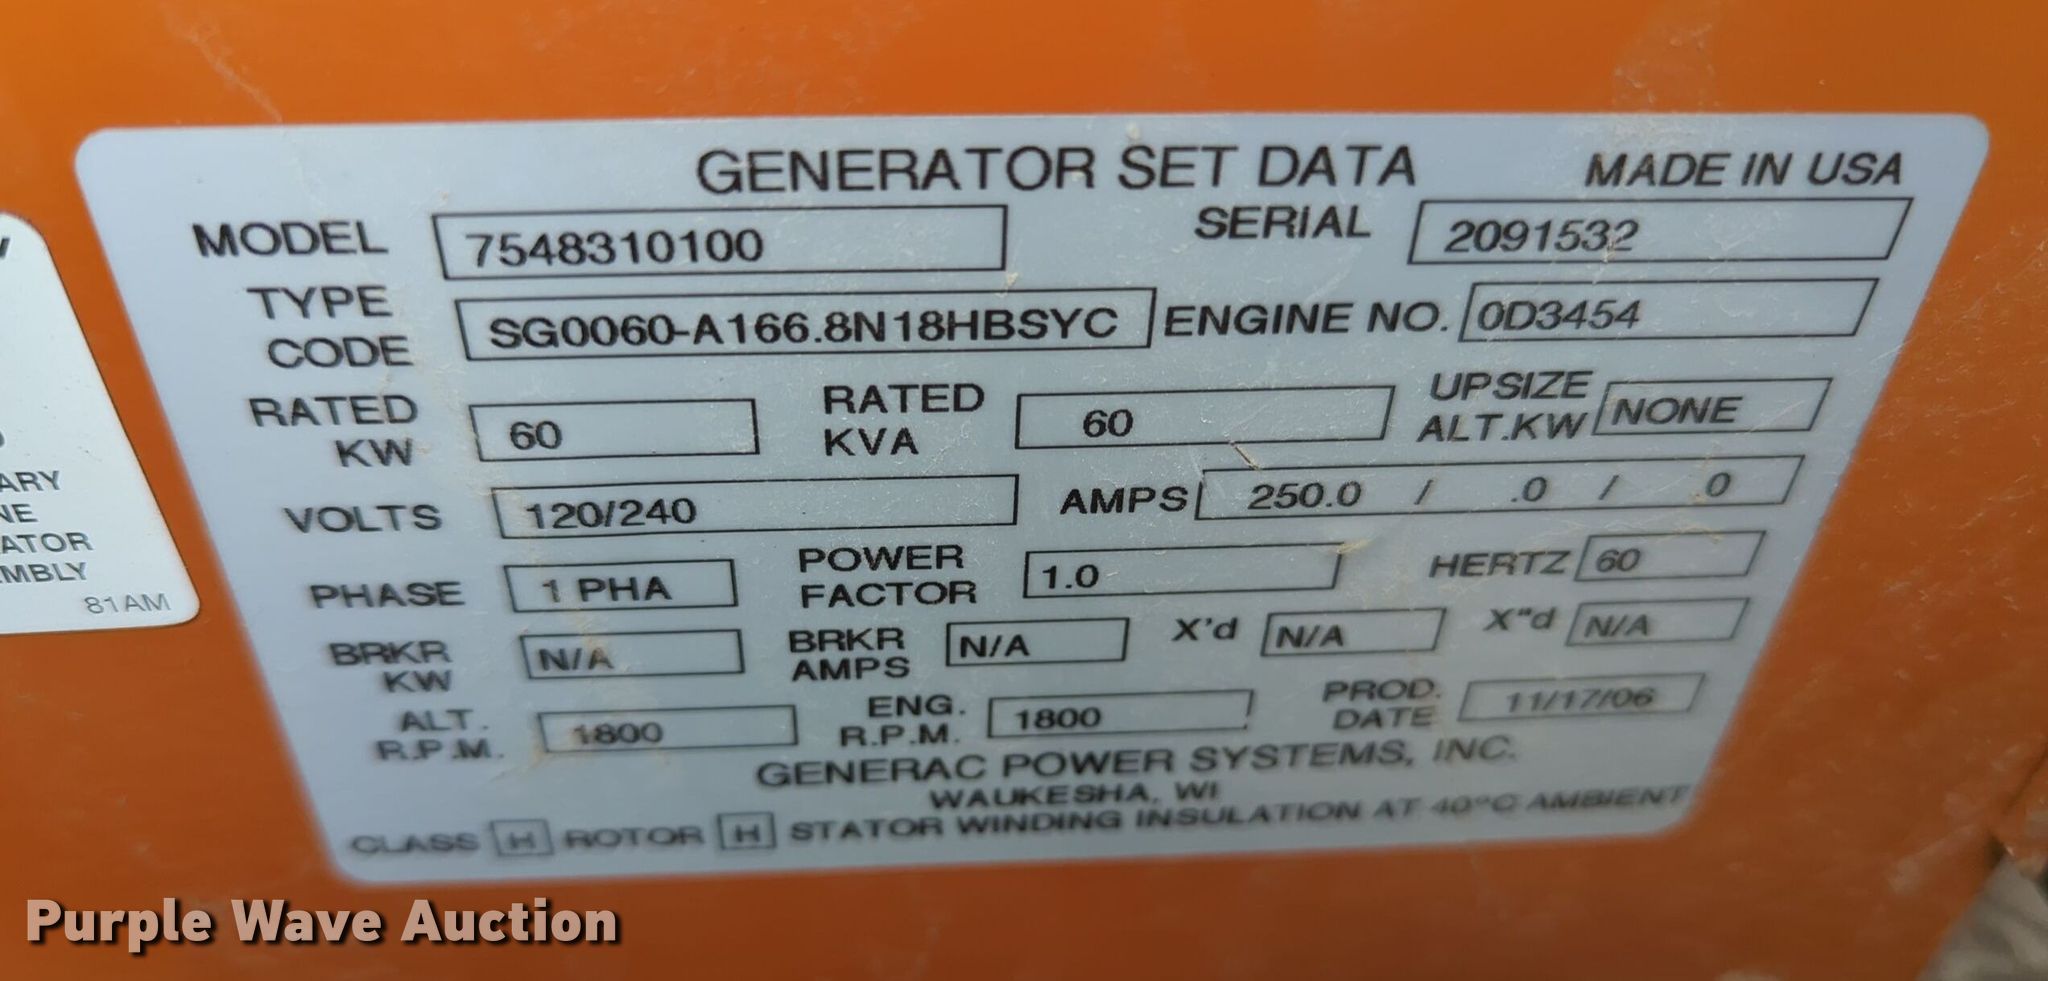 GENERATOR SET DATA MADE IN USA
MODEL 7548310100 SERIAL 2091532
TYPE CODE SG0060-A166.8N18HBSYC ENGINE NO. 0D3454
RATED KW 60 RATED KVA 60 UPSIZE ALT.KW NONE
VOLTS 120/240 AMPS 250.0 / .0 / .0
PHASE 1 PHA POWER FACTOR 1.0 HERTZ 60
BRKR KW N/A BRKR AMPS N/A X'd N/A X"d N/A
ALT. R.P.M. 1800 ENG. R.P.M. 1800 PROD. DATE 11/17/06
GENERAC POWER SYSTEMS, INC.
WAUKESHA, WI
CLASS H ROTOR H STATOR WINDING INSULATION AT 40°C AMBIENT
81AM
Purple Wave Auction